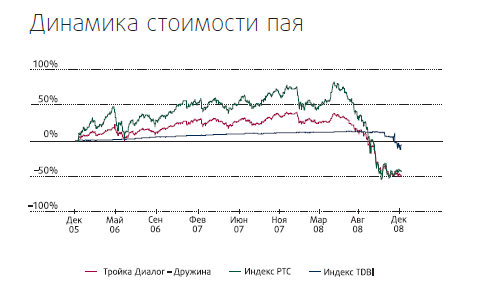 Динамика стоимости пая
100%
50%
0%
−50%
−100%
Дек Май Сен Фев Июн Ноя Мар Авг Дек
05 06 06 07 07 07 08 08 08
Тройка Диалог – Дружина Индекс РТС Индекс TDBI